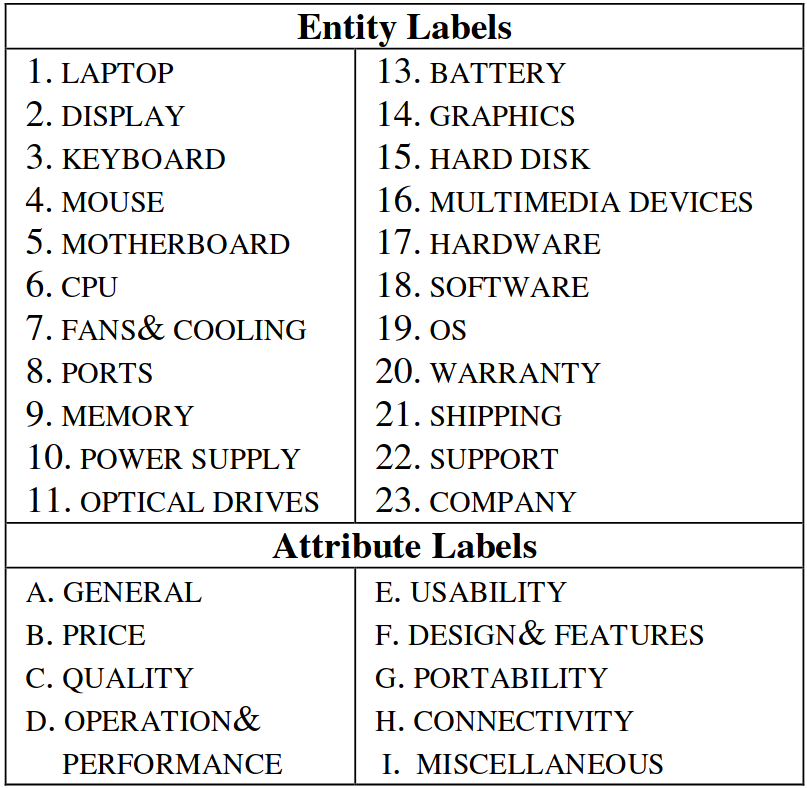 Entity Labels
1. LAPTOP
2. DISPLAY
3. KEYBOARD
4. MOUSE
5. MOTHERBOARD
6. CPU
7. FANS& COOLING
8. PORTS
9. MEMORY
10. POWER SUPPLY
11. OPTICAL DRIVES
13. BATTERY
14. GRAPHICS
15. HARD DISK
16. MULTIMEDIA DEVICES
17. HARDWARE
18. SOFTWARE
19. OS
20. WARRANTY
21. SHIPPING
22. SUPPORT
23. COMPANY
Attribute Labels
A. GENERAL
B. PRICE
C. QUALITY
D. OPERATION&
PERFORMANCE
E. USABILITY
F. DESIGN& FEATURES
G. PORTABILITY
H. CONNECTIVITY
I. MISCELLANEOUS